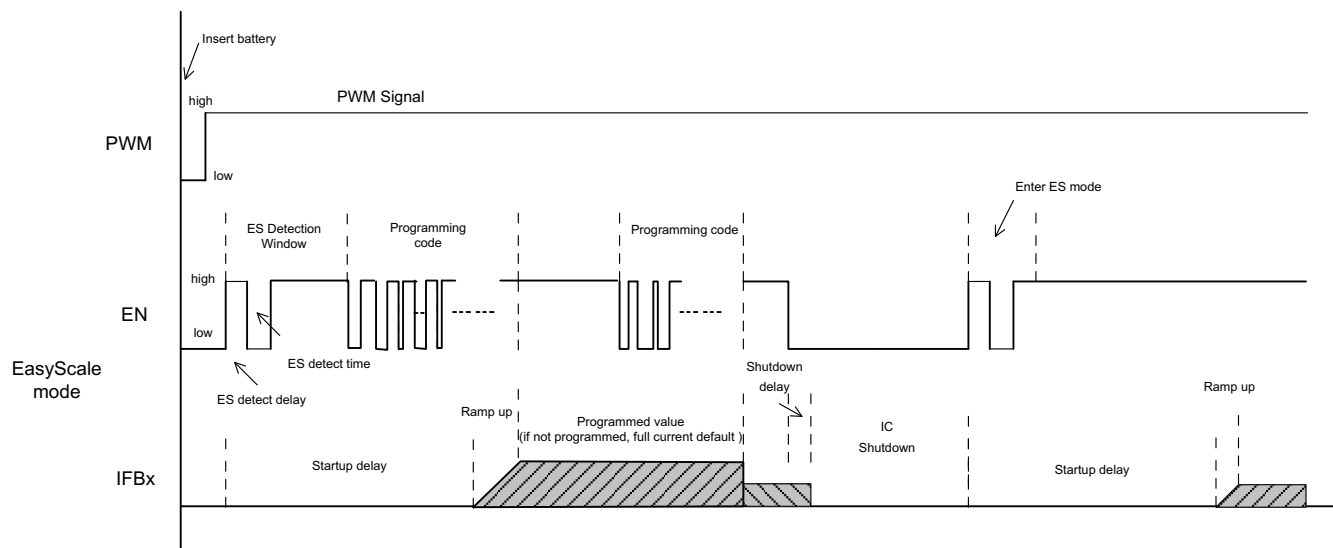 Insert battery
high
PWM Signal
PWM
low
Enter ES mode
ES Detection
Window
Programming
code
Programming code
high
EN
low
ES detect time
EasyScale
mode
ES detect delay
Shutdown
delay
Ramp up
Programmed value
(if not programmed, full current default )
IC
Shutdown
Ramp up
IFBx
Startup delay
Startup delay